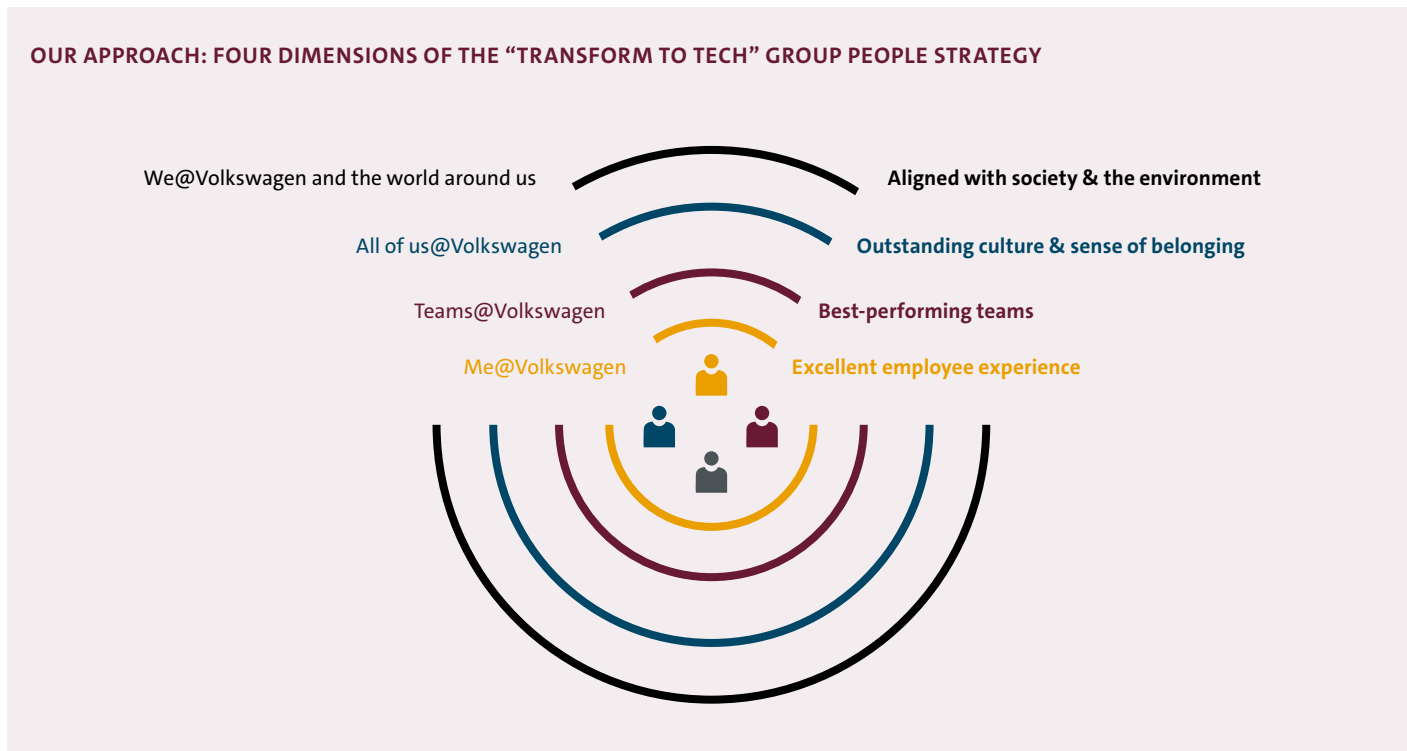 OUR APPROACH: FOUR DIMENSIONS OF THE “TRANSFORM TO TECH” GROUP PEOPLE STRATEGY
We@Volkswagen and the world around us
Aligned with society & the environment
All of us@Volkswagen
Outstanding culture & sense of belonging
Teams@Volkswagen
Best-performing teams
Me@Volkswagen
Excellent employee experience